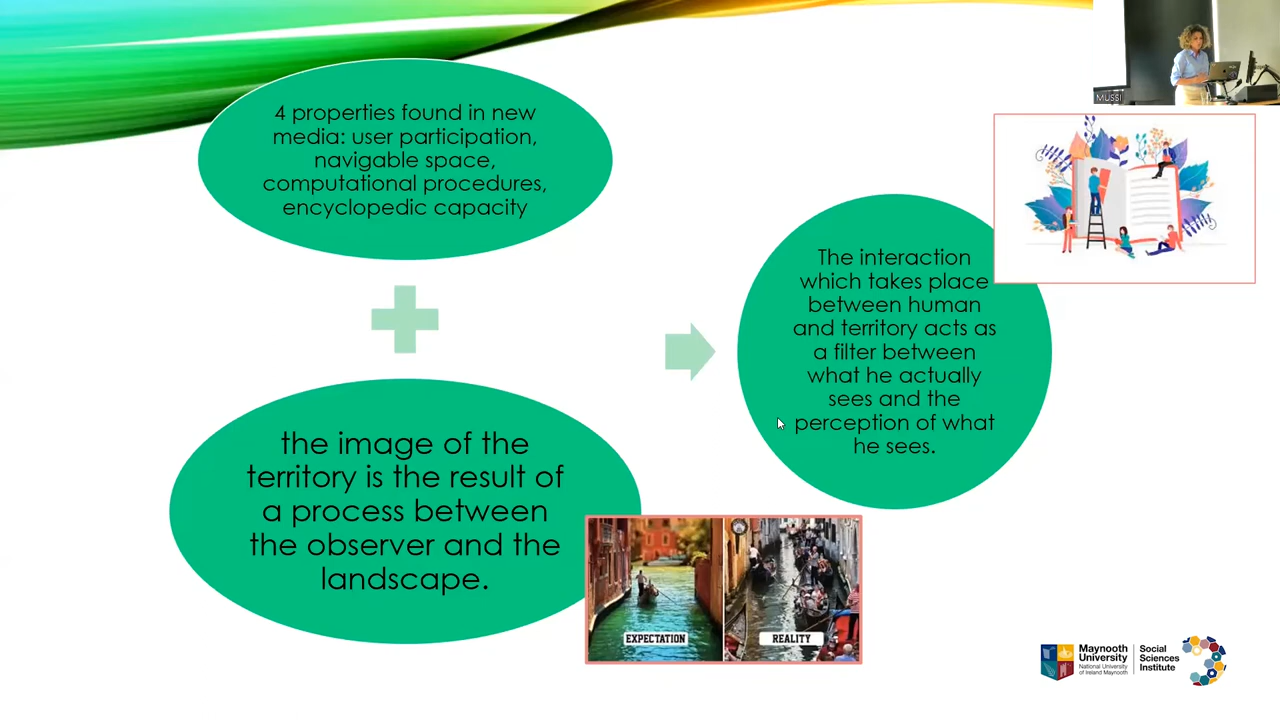 MUSSI
4 properties found in new
media: user participation,
navigable space,
computational procedures,
encyclopedic capacity
The interaction
which takes place
between human
and territory acts as
a filter between
what he actually
sees and the
perception of what
he sees.
the image of the
territory is the result of
a process between
the observer and the
landscape.
EXPECTATION
REALITY
Maynooth
University
National University
of Ireland Maynooth
Social
Sciences
Institute